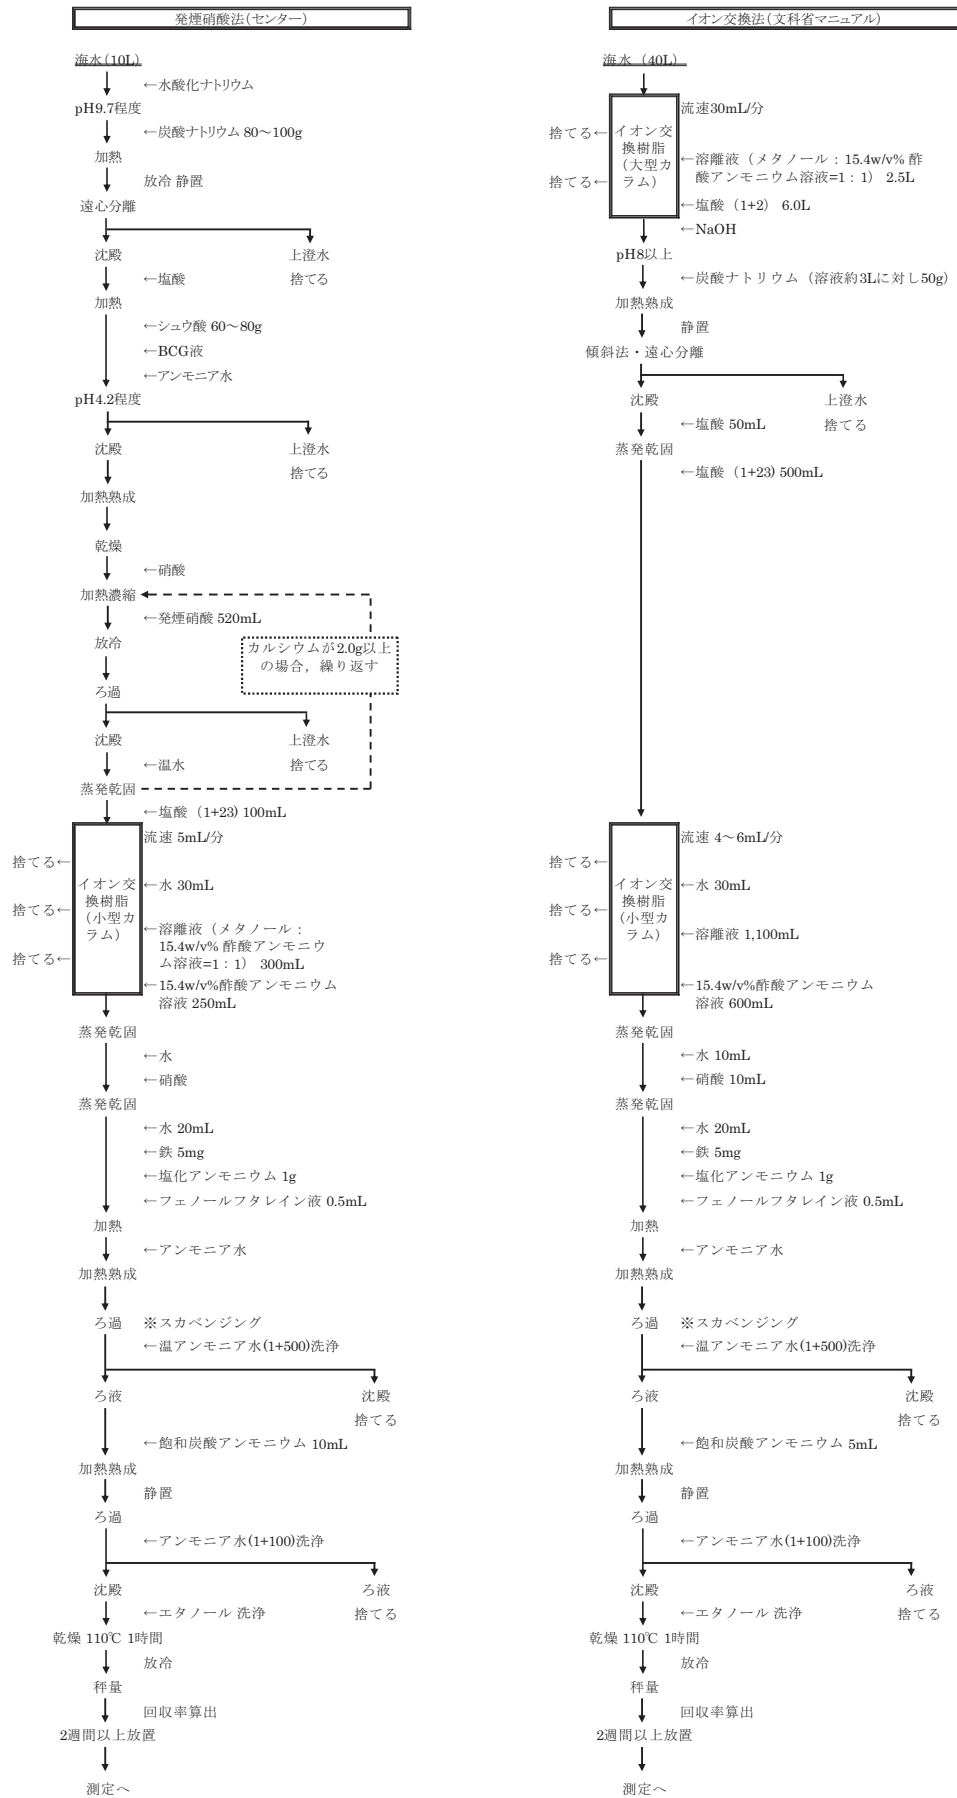 発煙硝酸法(センター)
海水(10L)
←水酸化ナトリウム
pH9.7程度
←炭酸ナトリウム 80～100g
加熱
放冷 静置
遠心分離
沈殿
上澄水
捨てる
←塩酸
加熱
←シュウ酸 60～80g
←BCG液
←アンモニア水
pH4.2程度
沈殿
上澄水
捨てる
加熱熟成
乾燥
←硝酸
加熱濃縮
←発煙硝酸 520mL
放冷
カルシウムが2.0g以上
の場合，繰り返す
ろ過
沈殿
上澄水
捨てる
←温水
蒸発乾固
←塩酸（1+23) 100mL
流速 5mL/分
捨てる←
イオン交
換樹脂
（小型カ
ラム）
←水 30mL
捨てる←
←溶離液（メタノール：
15.4w/v% 酢酸アンモニウ
ム溶液=1：1） 300mL
捨てる←
←15.4w/v%酢酸アンモニウム
溶液 250mL
蒸発乾固
←水
←硝酸
蒸発乾固
←水 20mL
←鉄 5mg
←塩化アンモニウム 1g
←フェノールフタレイン液 0.5mL
加熱
←アンモニア水
加熱熟成
ろ過 ※スカベンジング
←温アンモニア水(1+500)洗浄
ろ液
沈殿
捨てる
←飽和炭酸アンモニウム 10mL
加熱熟成
静置
ろ過
←アンモニア水(1+100)洗浄
沈殿
ろ液
捨てる
←エタノール 洗浄
乾燥 110℃ 1時間
放冷
秤量
回収率算出
2週間以上放置
測定へ
イオン交換法(文科省マニュアル)
海水（40L）
流速30mL/分
捨てる←
イオン交
換樹脂
（大型カ
ラム）
←溶離液（メタノール：15.4w/v% 酢
酸アンモニウム溶液=1：1） 2.5L
捨てる←
←塩酸（1+2） 6.0L
←NaOH
pH8以上
←炭酸ナトリウム（溶液約3Lに対し50g）
加熱熟成
静置
傾斜法・遠心分離
沈殿
上澄水
捨てる
←塩酸 50mL
蒸発乾固
←塩酸（1+23) 500mL
流速 4～6mL/分
捨てる←
イオン交
換樹脂
（小型カ
ラム）
←水 30mL
捨てる←
←溶離液 1,100mL
捨てる←
←15.4w/v%酢酸アンモニウム
溶液 600mL
蒸発乾固
←水 10mL
←硝酸 10mL
蒸発乾固
←水 20mL
←鉄 5mg
←塩化アンモニウム 1g
←フェノールフタレイン液 0.5mL
加熱
←アンモニア水
加熱熟成
ろ過 ※スカベンジング
←温アンモニア水(1+500)洗浄
ろ液
沈殿
捨てる
←飽和炭酸アンモニウム 5mL
加熱熟成
静置
ろ過
←アンモニア水(1+100)洗浄
沈殿
ろ液
捨てる
←エタノール 洗浄
乾燥 110℃ 1時間
放冷
秤量
回収率算出
2週間以上放置
測定へ